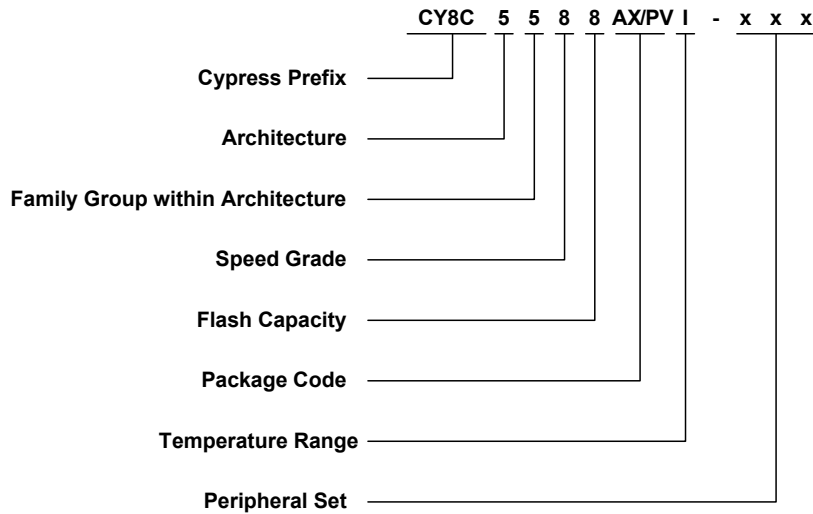 CY8C 5 5 8 8 AX/PV I - x x x
Cypress Prefix
Architecture
Family Group within Architecture
Speed Grade
Flash Capacity
Package Code
Temperature Range
Peripheral Set